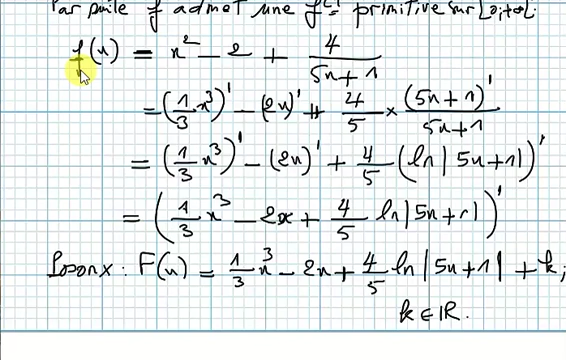 Par suite f admet une f° primitive sur [0;+∞[.
f(x) = x² - 2 + 4/(5x+1)
= (1/3 x³)' - (2x)' + 4/5 × (5x+1)'/(5x+1)
= (1/3 x³)' - (2x)' + 4/5 (ln|5x+1|)'
= (1/3 x³ - 2x + 4/5 ln|5x+1|)'
Posons : F(x) = 1/3 x³ - 2x + 4/5 ln|5x+1| + k,
k ∈ ℝ.